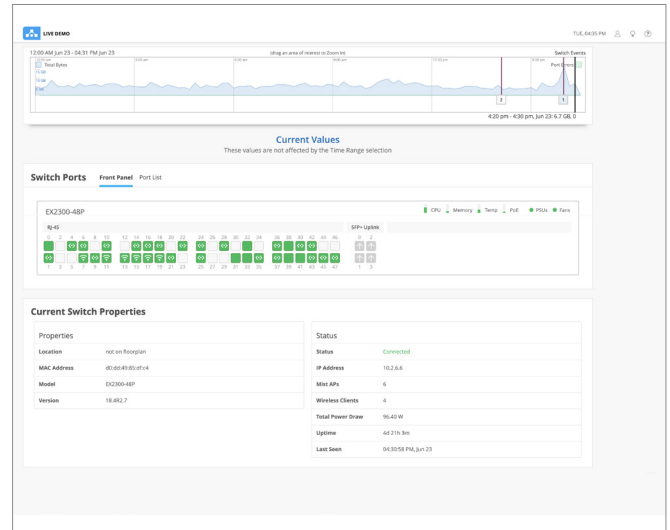 LIVE DEMO
TUE, 04:35 PM
12:00 AM Jun 23 - 04:31 PM Jun 23
(drag an area of interest to Zoom In)
Switch Events
Total Bytes
Port Errors
2
1
4:20 pm - 4:30 pm, Jun 23: 6.7 GB, 0
Current Values
These values are not affected by the Time Range selection
Switch Ports
Front Panel
Port List
EX2300-48P
CPU
Memory
Temp
PoE
PSUs
Fans
RJ-45
SFP+ Uplink
0 2 4 6 8 10 12 14 16 18 20 22 24 26 28 30 32 34 36 38 40 42 44 46 0 2
1 3 5 7 9 11 13 15 17 19 21 23 25 27 29 31 33 35 37 39 41 43 45 47 1 3
Current Switch Properties
Properties
Location not on floorplan
MAC Address d0:dd:49:85:df:c4
Model EX2300-48P
Version 18.4R2.7
Status
Status Connected
IP Address 10.2.6.6
Mist APs 6
Wireless Clients 4
Total Power Draw 96.40 W
Uptime 4d 21h 3m
Last Seen 04:30:58 PM, Jun 23